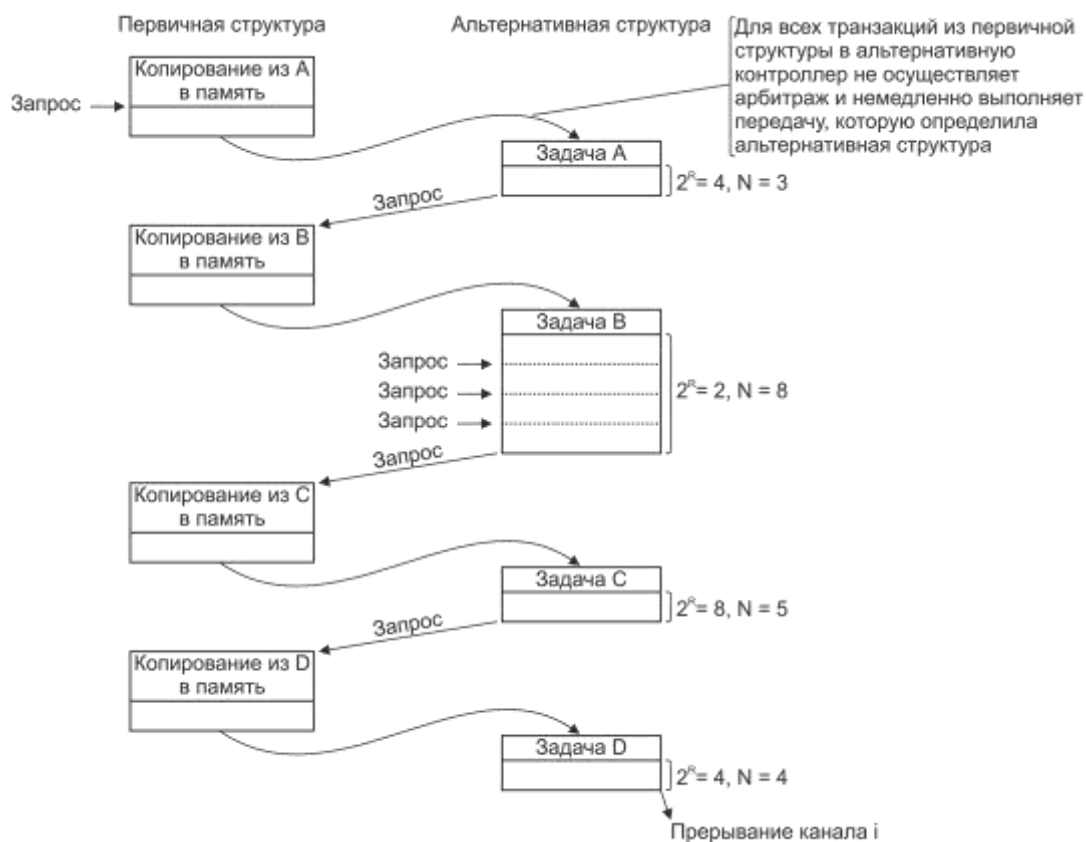 Первичная структура
Альтернативная структура
Для всех транзакций из первичной
структуры в альтернативную
контроллер не осуществляет
арбитраж и немедленно выполняет
передачу, которую определила
альтернативная структура
Копирование из A
в память
Запрос
Задача A
2^R = 4, N = 3
Запрос
Копирование из B
в память
Задача B
Запрос
Запрос
Запрос
2^R = 2, N = 8
Запрос
Копирование из C
в память
Задача C
2^R = 8, N = 5
Запрос
Копирование из D
в память
Задача D
2^R = 4, N = 4
Прерывание канала i